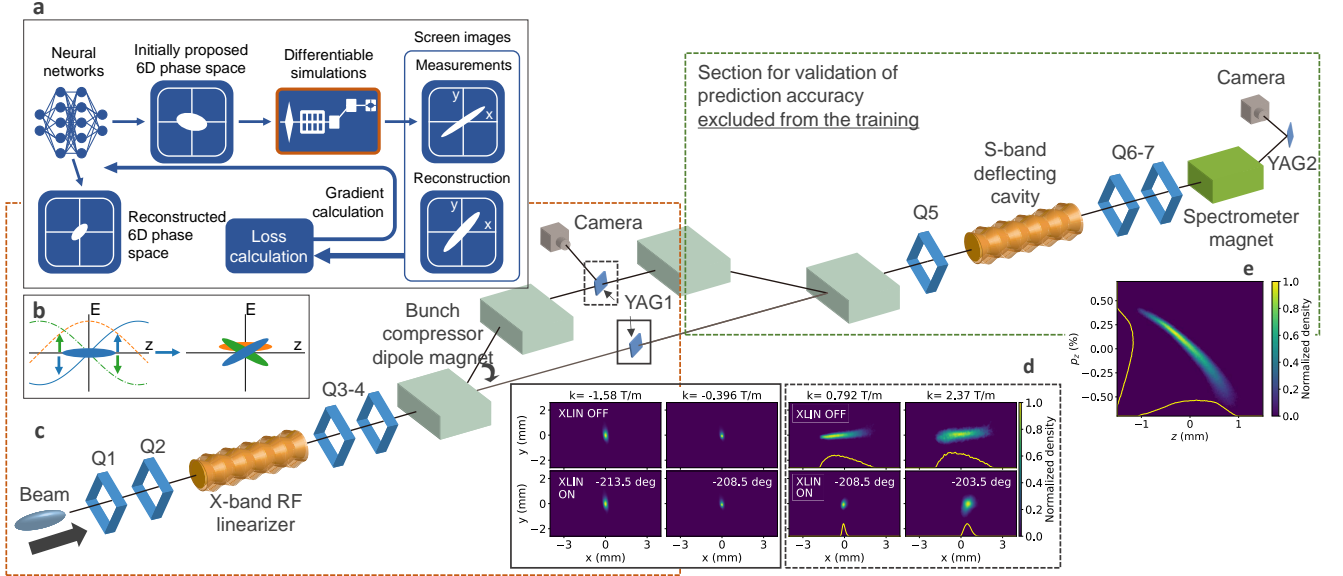 a
Neural
networks
Initially proposed
6D phase space
Differentiable
simulations
Screen images
Measurements
y
x
Reconstruction
y
x
Gradient
calculation
Loss
calculation
Reconstructed
6D phase
space
b
E
z
E
z
c
Beam
Q1
Q2
X-band RF
linearizer
Q3-4
Bunch
compressor
dipole magnet
Camera
YAG1
Section for validation of
prediction accuracy
excluded from the training
Q5
S-band
deflecting
cavity
Q6-7
Camera
YAG2
Spectrometer
magnet
d
k= -1.58 T/m
k= -0.396 T/m
k= 0.792 T/m
k= 2.37 T/m
XLIN OFF
XLIN OFF
XLIN
ON
-213.5 deg
-208.5 deg
XLIN
ON
-208.5 deg
-203.5 deg
y (mm)
2
0
−2
y (mm)
2
0
−2
−3 0 3
x (mm)
−3 0 3
x (mm)
−3 0 3
x (mm)
−3 0 3
x (mm)
1.0
0.8
0.6
0.4
0.2
0.0
Normalized density
e
0.50
0.25
0.00
−0.25
−0.50
pz (%)
−1 0 1
z (mm)
1.0
0.8
0.6
0.4
0.2
0.0
Normalized density